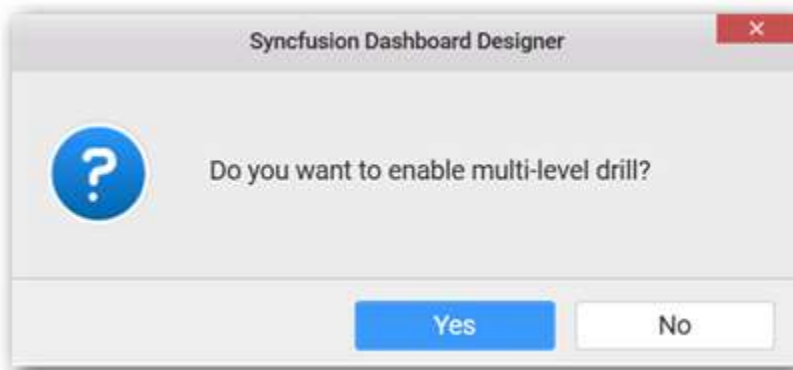 Syncfusion Dashboard Designer
Do you want to enable multi-level drill?
Yes No